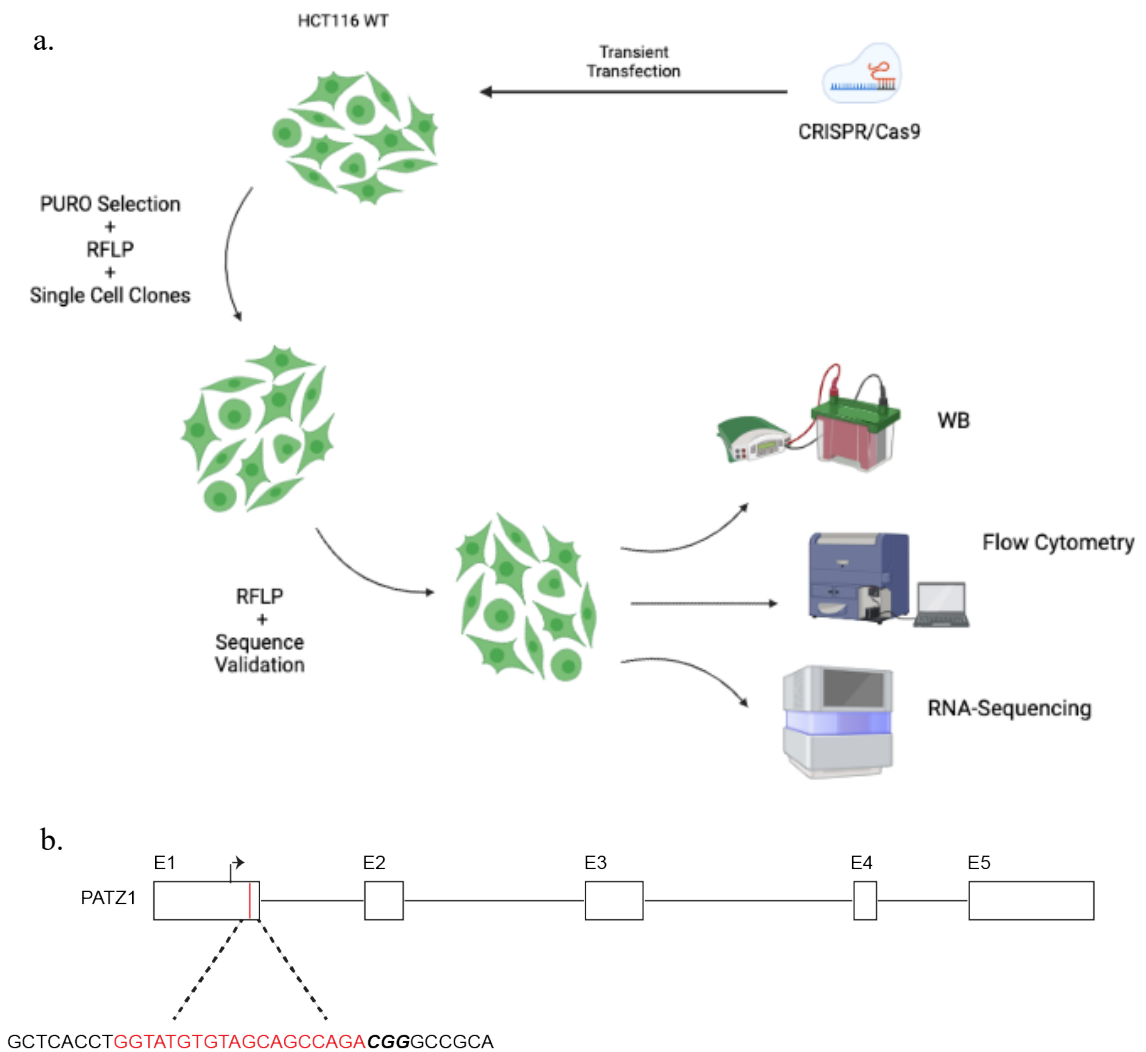 a.
HCT116 WT
Transient
Transfection
CRISPR/Cas9
PURO Selection
+
RFLP
+
Single Cell Clones
WB
Flow Cytometry
RFLP
+
Sequence
Validation
RNA-Sequencing
b.
E1
E2
E3
E4
E5
PATZ1
GCTCACCTGGTATGTGTAGCAGCCAGACGGGCCGCA